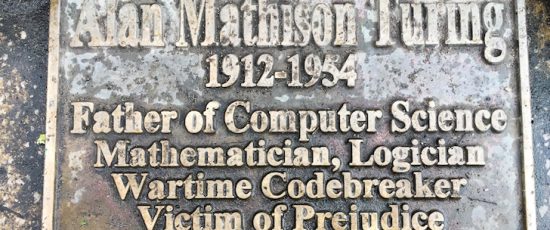 Alan Mathison Turing
1912-1954
Father of Computer Science
Mathematician, Logician
Wartime Codebreaker
Victim of Prejudice